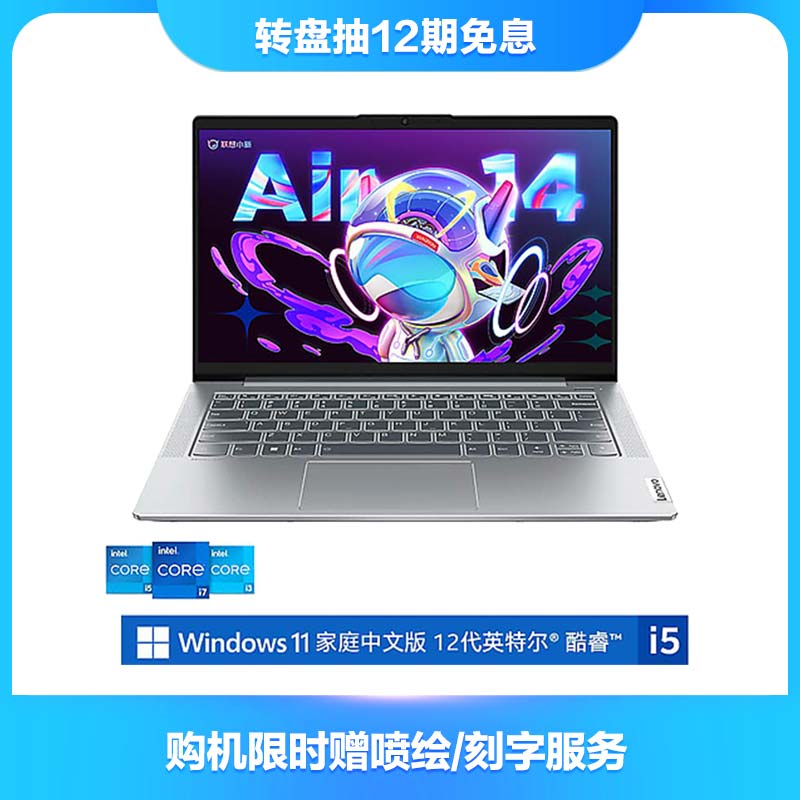 转盘抽12期免息
联想小新
Air 14
Lenovo
intel. intel. intel.
CORE CORE CORE
i5 i7 i3
Windows 11 家庭中文版 12代英特尔® 酷睿™ i5
购机限时赠喷绘/刻字服务